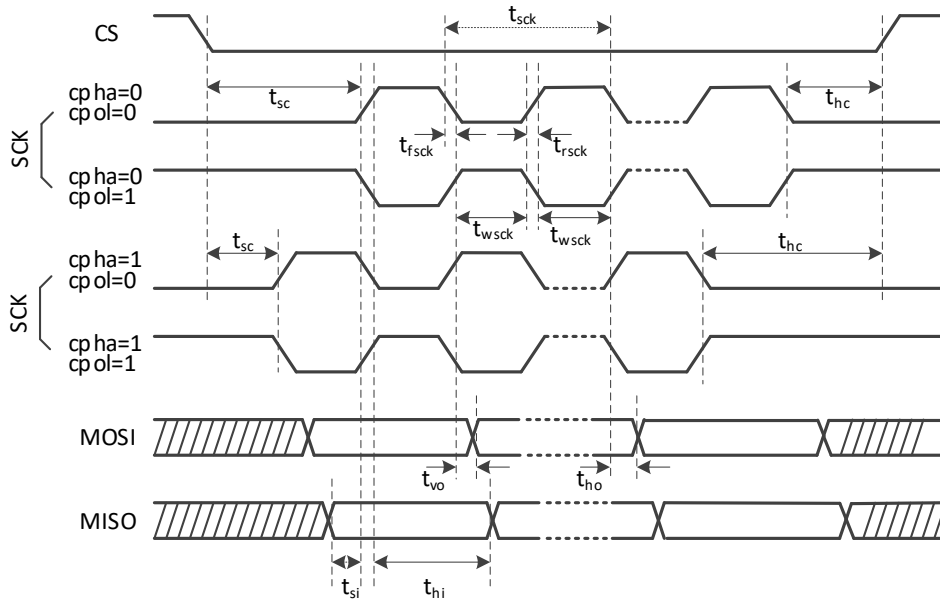 CS
t_sck
cpha=0
cpol=0
t_sc
t_hc
t_fsck
t_rsck
SCK
cpha=0
cpol=1
t_wsck
t_wsck
t_sc
t_hc
cpha=1
cpol=0
SCK
cpha=1
cpol=1
MOSI
t_vo
t_ho
MISO
t_si
t_hi